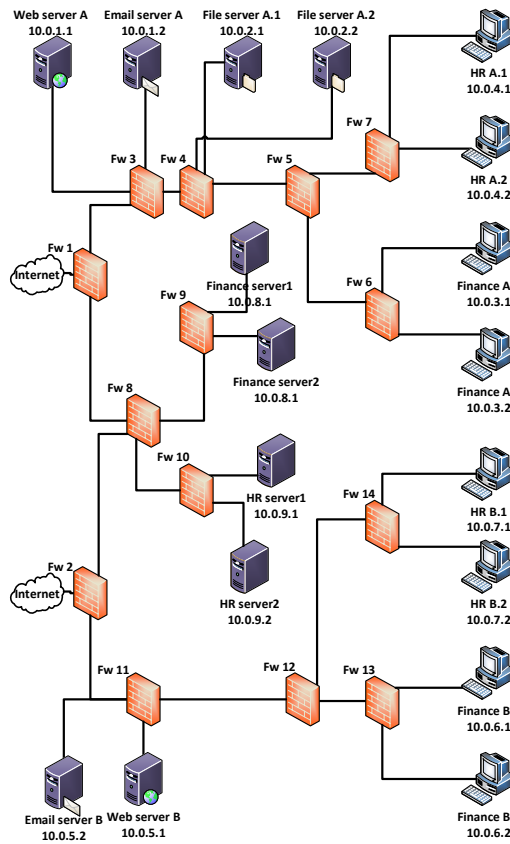 Web server A
10.0.1.1
Email server A
10.0.1.2
File server A.1
10.0.2.1
File server A.2
10.0.2.2
HR A.1
10.0.4.1
Fw 7
Fw 3
Fw 4
Fw 5
HR A.2
10.0.4.2
Fw 1
Internet
Finance A
10.0.3.1
Finance server1
10.0.8.1
Fw 6
Fw 9
Finance server2
10.0.8.1
Finance A
10.0.3.2
Fw 8
Fw 10
HR server1
10.0.9.1
Fw 14
HR B.1
10.0.7.1
Fw 2
Internet
HR server2
10.0.9.2
HR B.2
10.0.7.2
Fw 11
Fw 12
Fw 13
Finance B
10.0.6.1
Email server B
10.0.5.2
Web server B
10.0.5.1
Finance B
10.0.6.2